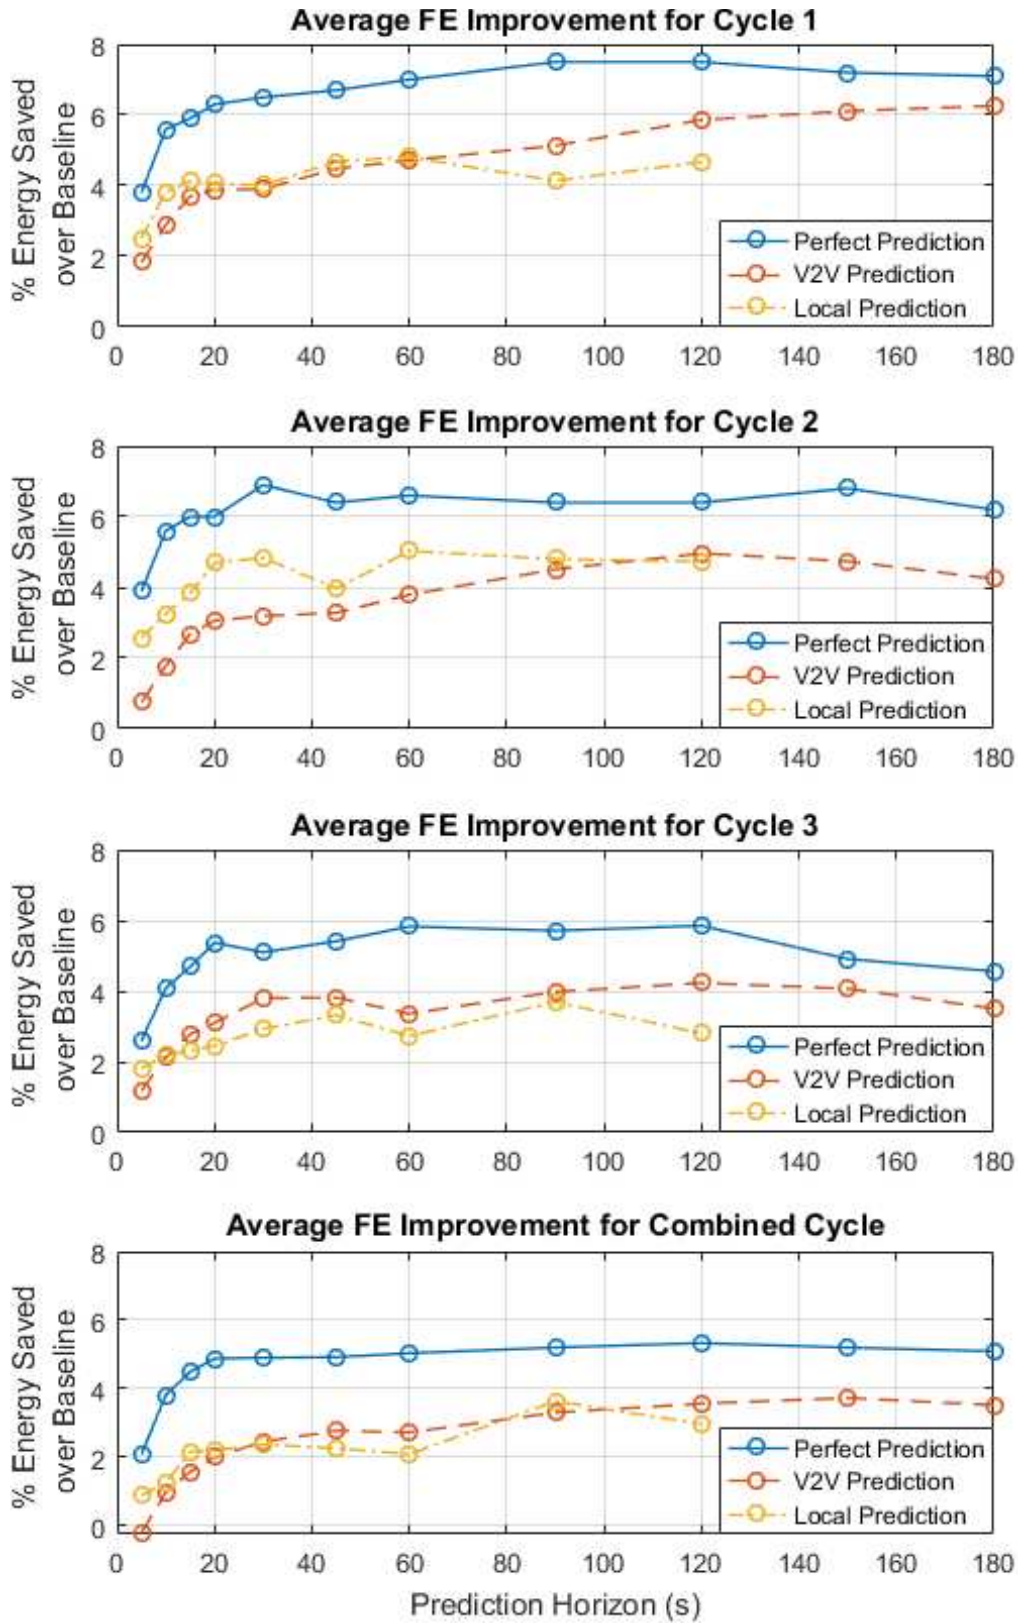 Average FE Improvement for Cycle 1
% Energy Saved
over Baseline
8
6
4
2
0
Perfect Prediction
V2V Prediction
Local Prediction
0 20 40 60 80 100 120 140 160 180
Average FE Improvement for Cycle 2
% Energy Saved
over Baseline
8
6
4
2
0
Perfect Prediction
V2V Prediction
Local Prediction
0 20 40 60 80 100 120 140 160 180
Average FE Improvement for Cycle 3
% Energy Saved
over Baseline
8
6
4
2
0
Perfect Prediction
V2V Prediction
Local Prediction
0 20 40 60 80 100 120 140 160 180
Average FE Improvement for Combined Cycle
% Energy Saved
over Baseline
8
6
4
2
0
Perfect Prediction
V2V Prediction
Local Prediction
0 20 40 60 80 100 120 140 160 180
Prediction Horizon (s)